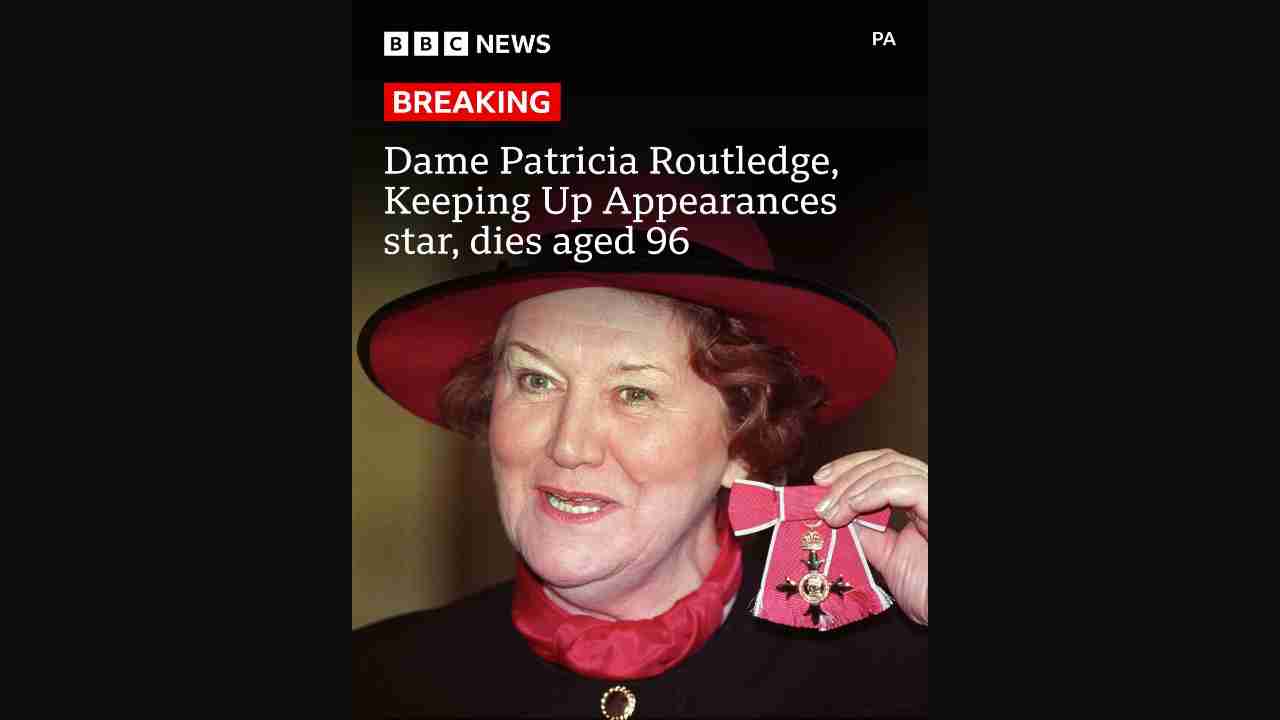 BBC NEWS
PA
BREAKING
Dame Patricia Routledge,
Keeping Up Appearances
star, dies aged 96